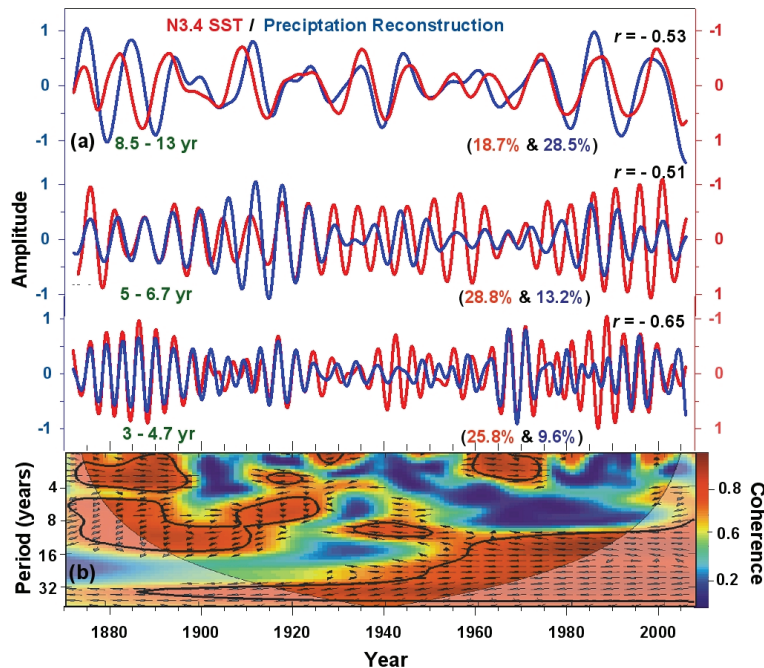 N3.4 SST / Preciptation Reconstruction
r = - 0.53
1
0
-1
-1
0
1
(a)
8.5 - 13 yr
(18.7% & 28.5%)
r = - 0.51
1
0
-1
-1
0
1
Amplitude
5 - 6.7 yr
(28.8% & 13.2%)
r = - 0.65
1
0
-1
-1
0
1
3 - 4.7 yr
(25.8% & 9.6%)
Period (years)
4
8
16
32
(b)
0.8
0.6
0.2
Coherence
1880 1900 1920 1940 1960 1980 2000
Year